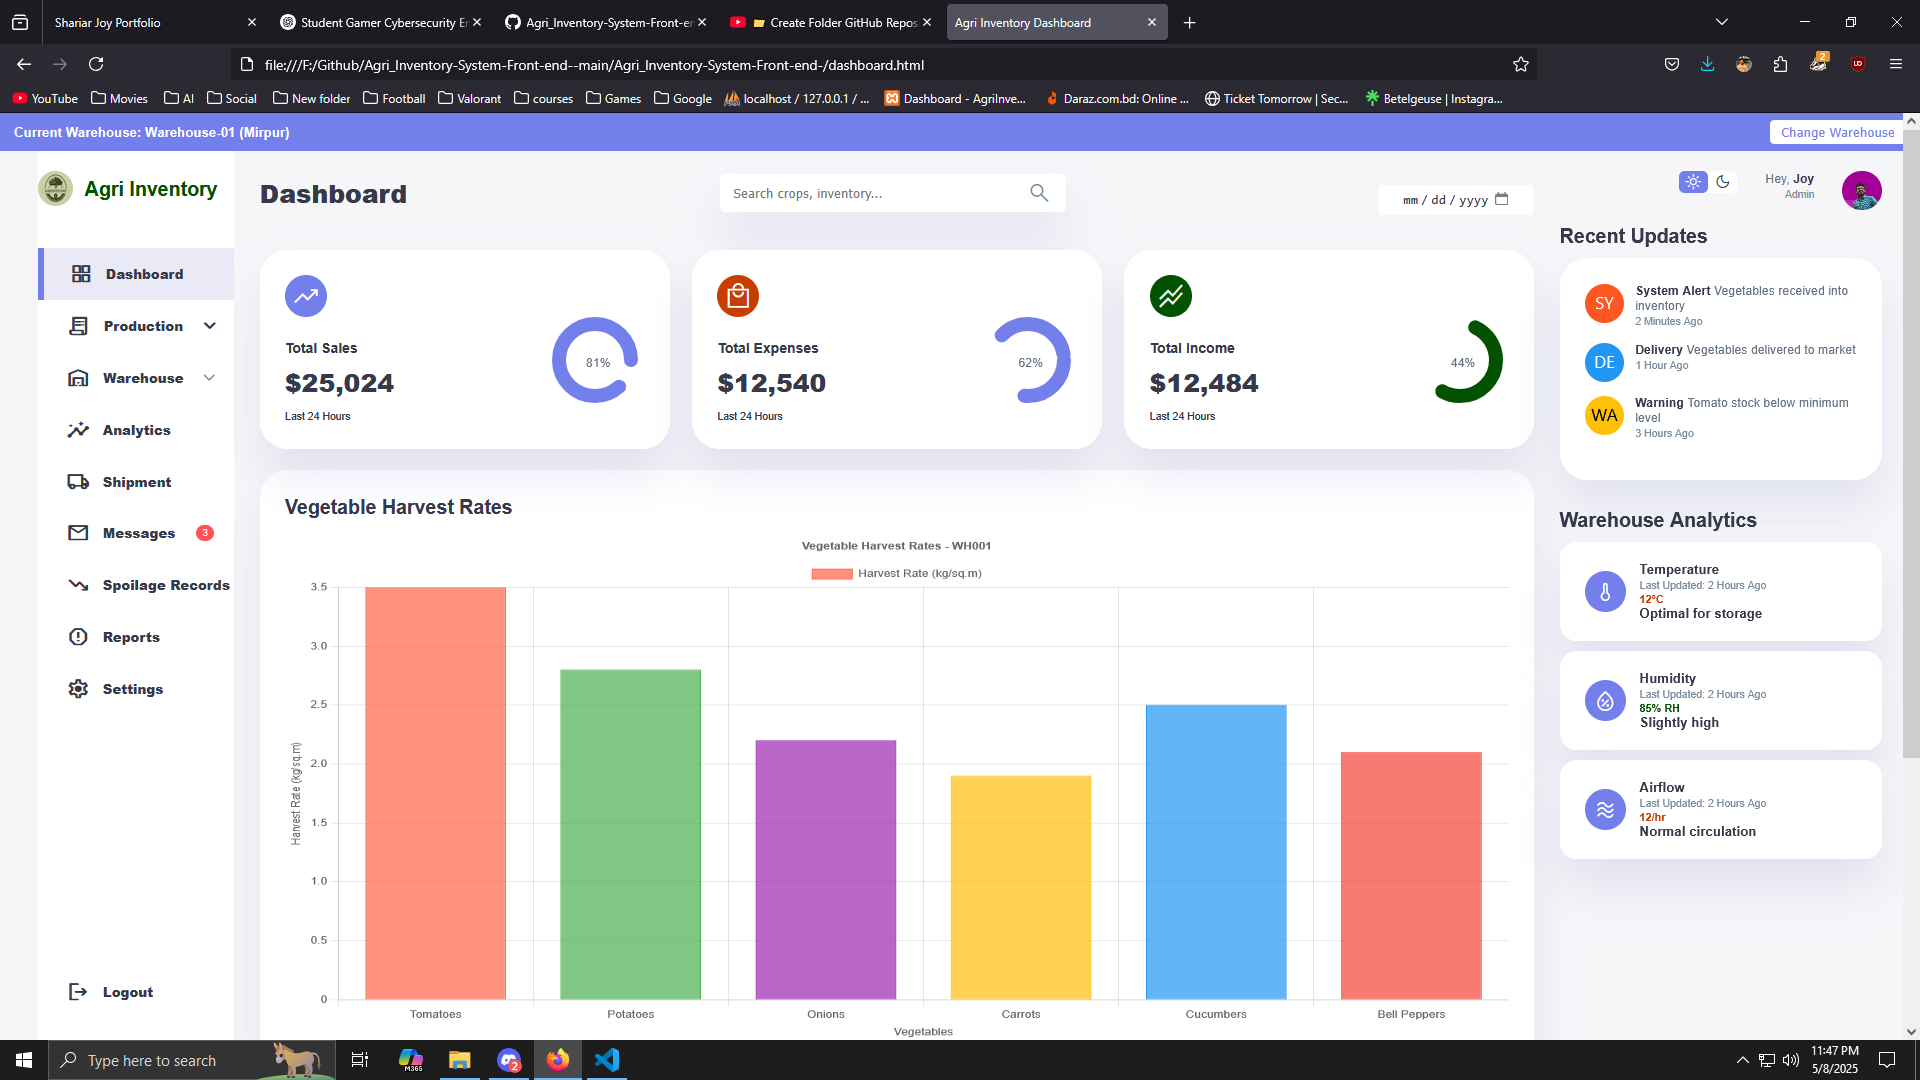 Shariar Joy Portfolio
Student Gamer Cybersecurity Er
Agri_Inventory-System-Front-er
Create Folder GitHub Repos
Agri Inventory Dashboard
file:///F:/Github/Agri_Inventory-System-Front-end--main/Agri_Inventory-System-Front-end-/dashboard.html
2
YouTube
Movies
AI
Social
New folder
Football
Valorant
courses
Games
Google
localhost / 127.0.0.1 / ...
Dashboard - AgriInve...
Daraz.com.bd: Online ...
Ticket Tomorrow | Sec...
Betelgeuse | Instagra...
Current Warehouse: Warehouse-01 (Mirpur)
Change Warehouse
Agri Inventory
Dashboard
Production
Warehouse
Analytics
Shipment
Messages
3
Spoilage Records
Reports
Settings
Logout
Dashboard
Search crops, inventory...
mm / dd / yyyy
Hey, Joy
Admin
Total Sales
$25,024
Last 24 Hours
81%
Total Expenses
$12,540
Last 24 Hours
62%
Total Income
$12,484
Last 24 Hours
44%
Vegetable Harvest Rates
Vegetable Harvest Rates - WH001
Harvest Rate (kg/sq.m)
3.5
3.0
2.5
2.0
1.5
1.0
0.5
0
Harvest Rate (kg/sq.m)
Tomatoes
Potatoes
Onions
Carrots
Cucumbers
Bell Peppers
Vegetables
Recent Updates
SY
System Alert Vegetables received into
inventory
2 Minutes Ago
DE
Delivery Vegetables delivered to market
1 Hour Ago
WA
Warning Tomato stock below minimum
level
3 Hours Ago
Warehouse Analytics
Temperature
Last Updated: 2 Hours Ago
12°C
Optimal for storage
Humidity
Last Updated: 2 Hours Ago
85% RH
Slightly high
Airflow
Last Updated: 2 Hours Ago
12/hr
Normal circulation
Type here to search
M365
2
11:47 PM
5/8/2025